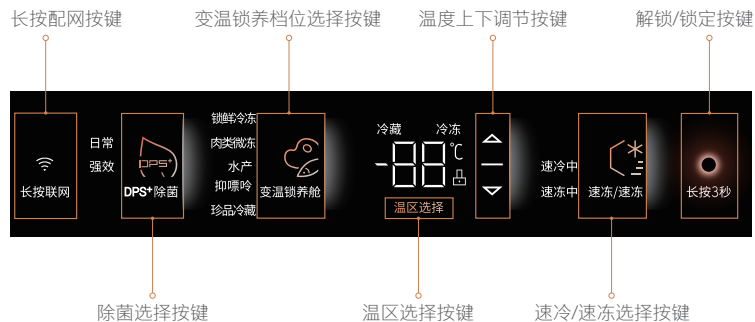 长按配网按键
变温锁养档位选择按键
温度上下调节按键
解锁/锁定按键
锁鲜冷冻
日常
肉类微冻
冷藏
冷冻
-88
℃
强效
水产
速冷中
抑嘌呤
长按联网
DPS+
DPS+除菌
变温锁养舱
速冻中
速冻/速冻
长按3秒
珍品冷藏
温区选择
除菌选择按键
温区选择按键
速冷/速冻选择按键